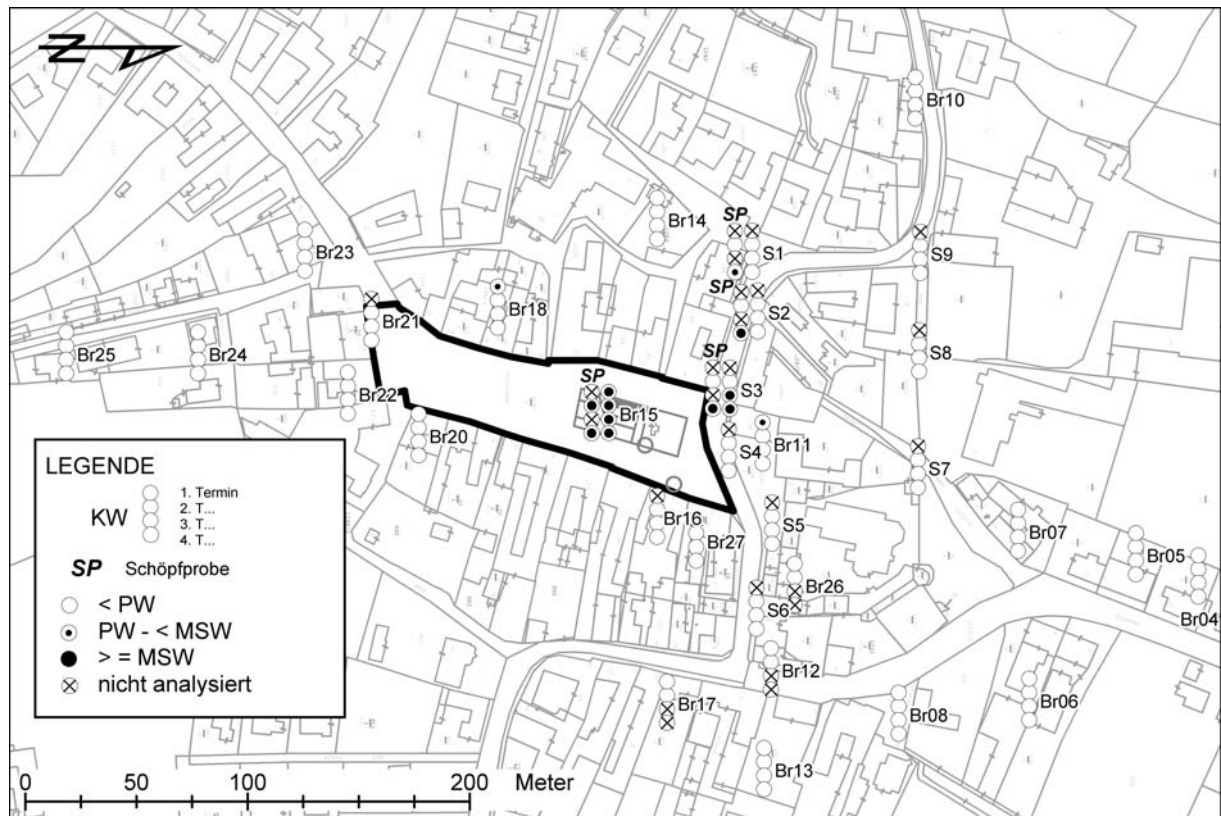 N
Br10
SP
Br14
S1
S9
Br23
SP
Br18
S2
Br21
S8
Br25
Br24
SP
S3
Br22
SP
Br15
Br11
Br20
S4
S7
LEGENDE
KW
1. Termin
2. T...
3. T...
4. T...
SP Schöpfprobe
< PW
PW - < MSW
> = MSW
nicht analysiert
Br16
Br27
S5
Br07
Br05
Br26
S6
Br04
Br12
Br17
Br08
Br06
Br13
0 50 100 200 Meter